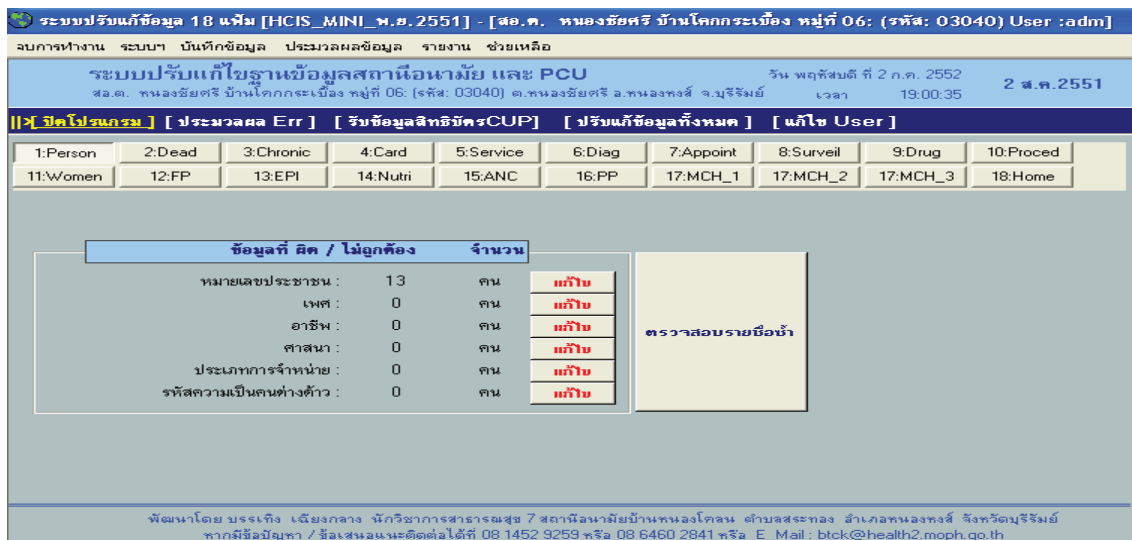 ระบบปรับแก้ข้อมูล 18 แฟ้ม [HCIS_MINI_พ.ย.2551] - [สอ.ต. หนองชัยศรี บ้านโคกกระเบื้อง หมู่ที่ 06: (รหัส: 03040) User :adm]
จบการทำงาน ระบบฯ บันทึกข้อมูล ประมวลผลข้อมูล รายงาน ช่วยเหลือ
ระบบปรับแก้ไขฐานข้อมูลสถานีอนามัย และ PCU
วัน พฤหัสบดี ที่ 2 ก.ค. 2552
2 ส.ค.2551
สอ.ต. หนองชัยศรี บ้านโคกกระเบื้อง หมู่ที่ 06: (รหัส: 03040) ต.หนองชัยศรี อ.หนองหงส์ จ.บุรีรัมย์
เวลา 19:00:35
||>[ ปิดโปรแกรม ] [ ประมวลผล Err ] [ รับข้อมูลสิทธิบัตรCUP] [ ปรับแก้ข้อมูลทั้งหมด ] [ แก้ไข User ]
1:Person 2:Dead 3:Chronic 4:Card 5:Service 6:Diag 7:Appoint 8:Surveil 9:Drug 10:Proced
11:Women 12:FP 13:EPI 14:Nutri 15:ANC 16:PP 17:MCH_1 17:MCH_2 17:MCH_3 18:Home
ข้อมูลที่ ผิด / ไม่ถูกต้อง จำนวน
หมายเลขประชาชน : 13 คน แก้ไข
เพศ : 0 คน แก้ไข
อาชีพ : 0 คน แก้ไข
ศาสนา : 0 คน แก้ไข
ประเภทการจำหน่าย : 0 คน แก้ไข
รหัสความเป็นคนต่างด้าว : 0 คน แก้ไข
ตรวจสอบรายชื่อซ้ำ
พัฒนาโดย บรรเทิง เฉียงกลาง นักวิชาการสาธารณสุข 7 สถานีอนามัยบ้านหนองโคลน ตำบลสระทอง อำเภอหนองหงส์ จังหวัดบุรีรัมย์
หากมีข้อปัญหา / ข้อเสนอแนะติดต่อได้ที่ 08 1452 9259 หรือ 08 6460 2841 หรือ E_Mail : btck@health2.moph.go.th